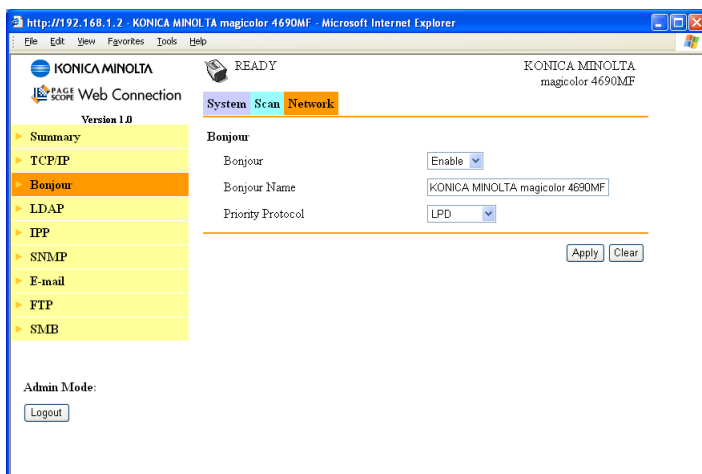 http://192.168.1.2 - KONICA MINOLTA magicolor 4690MF - Microsoft Internet Explorer
File Edit View Favorites Tools Help
KONICA MINOLTA
PAGE SCOPE Web Connection
Version 1.0
READY
KONICA MINOLTA
magicolor 4690MF
System Scan Network
Summary
TCP/IP
Bonjour
LDAP
IPP
SNMP
E-mail
FTP
SMB
Admin Mode:
Logout
Bonjour
Bonjour Enable
Bonjour Name KONICA MINOLTA magicolor 4690MF
Priority Protocol LPD
Apply Clear